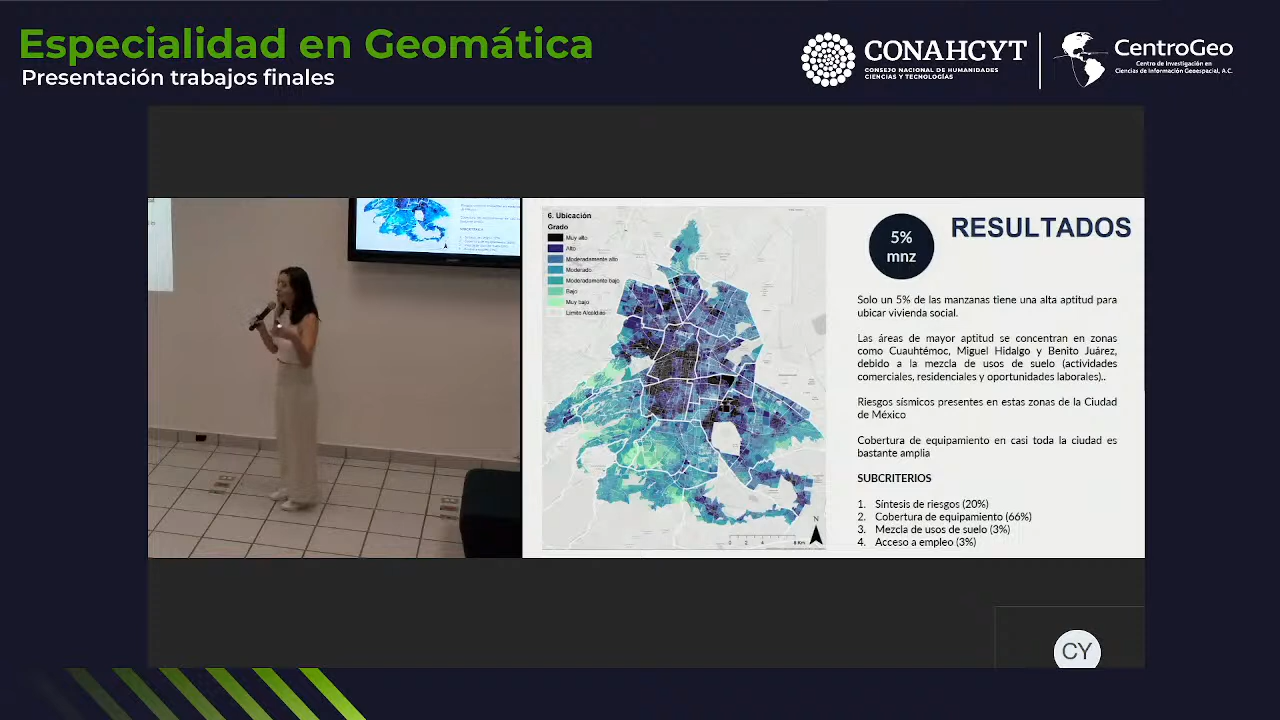 Especialidad en Geomática
Presentación trabajos finales
CONAHCYT
CONSEJO NACIONAL DE HUMANIDADES
CIENCIAS Y TECNOLOGÍAS
CentroGeo
Centro de Investigación en
Ciencias de Información Geoespacial, A.C.
6. Ubicación
Grado
Muy alto
Alto
Moderadamente alto
Moderado
Moderadamente bajo
Bajo
Muy bajo
Límite Alcaldías
N
0 2 4 8 Km
5%
mnz
RESULTADOS
Solo un 5% de las manzanas tiene una alta aptitud para
ubicar vivienda social.
Las áreas de mayor aptitud se concentran en zonas
como Cuauhtémoc, Miguel Hidalgo y Benito Juárez,
debido a la mezcla de usos de suelo (actividades
comerciales, residenciales y oportunidades laborales)..
Riesgos sísmicos presentes en estas zonas de la Ciudad
de México
Cobertura de equipamiento en casi toda la ciudad es
bastante amplia
SUBCRITERIOS
1. Síntesis de riesgos (20%)
2. Cobertura de equipamiento (66%)
3. Mezcla de usos de suelo (3%)
4. Acceso a empleo (3%)
CY